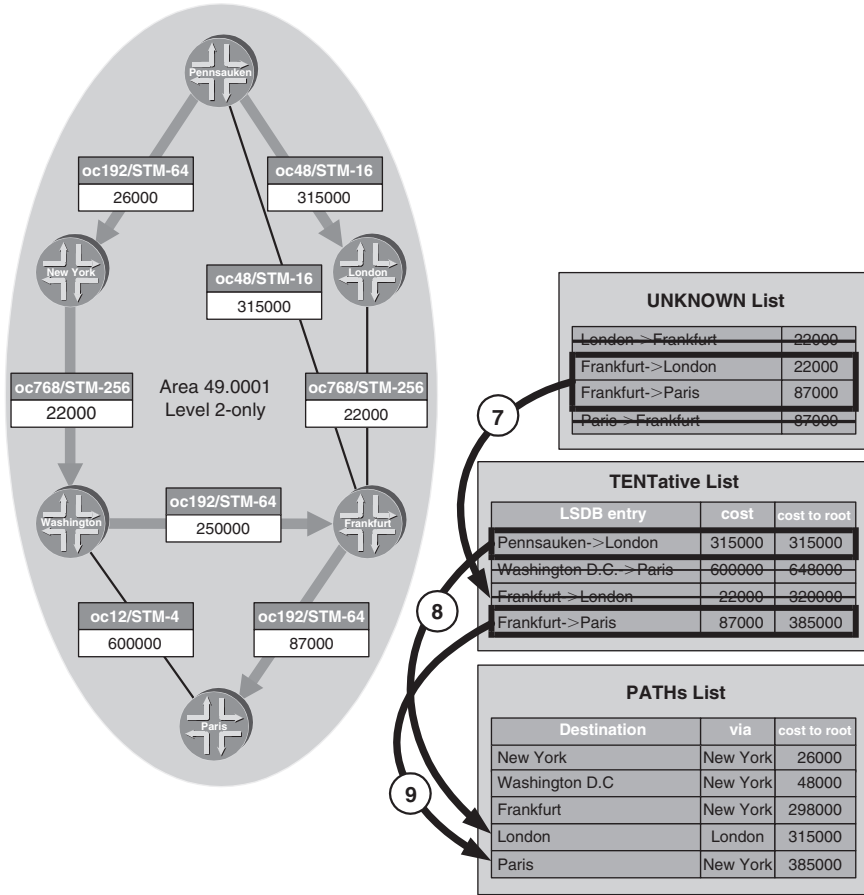 Pennsauken
oc192/STM-64
26000
oc48/STM-16
315000
New York
London
oc48/STM-16
315000
oc768/STM-256
22000
Area 49.0001
Level 2-only
oc768/STM-256
22000
Washington
oc192/STM-64
250000
Frankfurt
oc12/STM-4
600000
oc192/STM-64
87000
Paris
UNKNOWN List
London->Frankfurt 22000
Frankfurt->London 22000
Frankfurt->Paris 87000
Paris->Frankfurt 87000
7
TENTative List
LSDB entry cost cost to root
Pennsauken->London 315000 315000
Washington D.C.->Paris 600000 648000
Frankfurt->London 22000 320000
Frankfurt->Paris 87000 385000
8
PATHs List
Destination via cost to root
New York New York 26000
Washington D.C New York 48000
Frankfurt New York 298000
London London 315000
Paris New York 385000
9